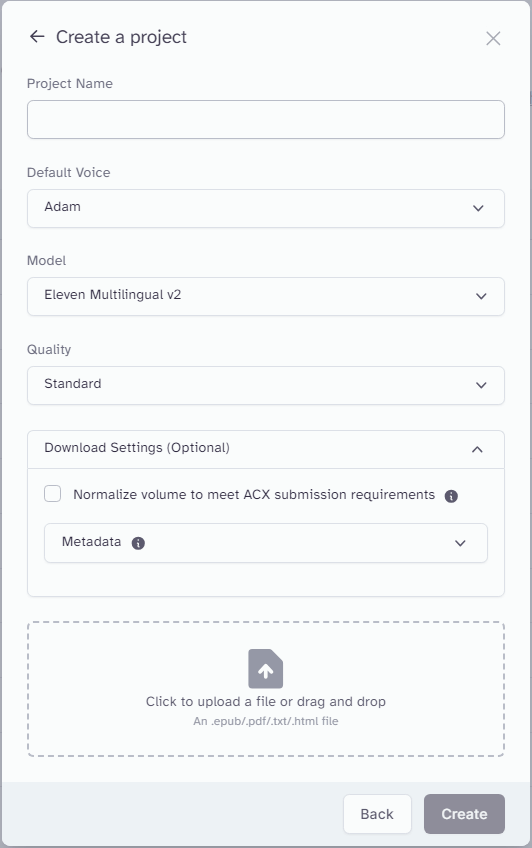 Create a project
Project Name
Default Voice
Adam
Model
Eleven Multilingual v2
Quality
Standard
Download Settings (Optional)
Normalize volume to meet ACX submission requirements
Metadata
Click to upload a file or drag and drop
An .epub/.pdf/.txt/.html file
Back
Create